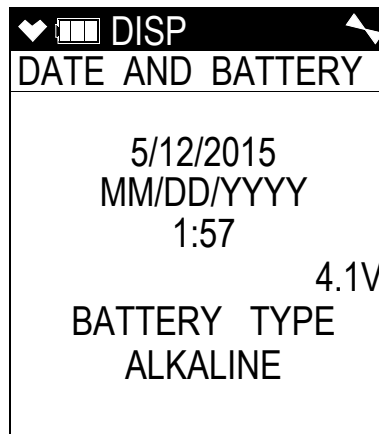 DISP
DATE AND BATTERY
5/12/2015
MM/DD/YYYY
1:57
4.1V
BATTERY TYPE
ALKALINE